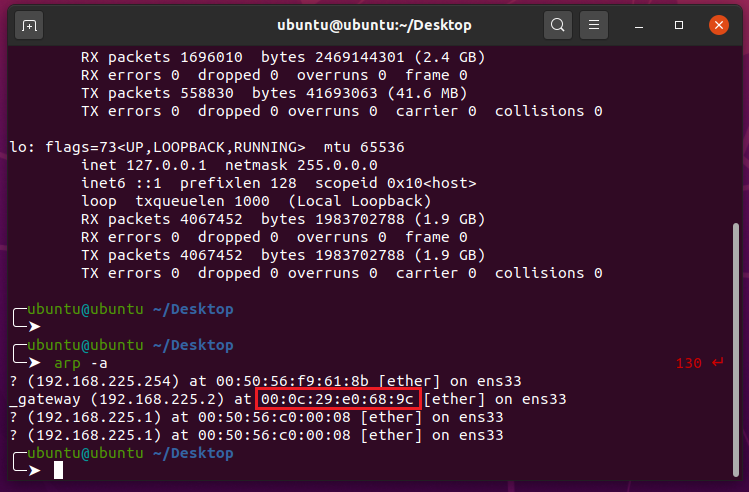 ubuntu@ubuntu:~/Desktop
RX packets 1696010  bytes 2469144301 (2.4 GB)
RX errors 0  dropped 0  overruns 0  frame 0
TX packets 558830  bytes 41693063 (41.6 MB)
TX errors 0  dropped 0 overruns 0  carrier 0  collisions 0
lo: flags=73<UP,LOOPBACK,RUNNING>  mtu 65536
inet 127.0.0.1  netmask 255.0.0.0
inet6 ::1  prefixlen 128  scopeid 0x10<host>
loop  txqueuelen 1000  (Local Loopback)
RX packets 4067452  bytes 1983702788 (1.9 GB)
RX errors 0  dropped 0  overruns 0  frame 0
TX packets 4067452  bytes 1983702788 (1.9 GB)
TX errors 0  dropped 0 overruns 0  carrier 0  collisions 0
ubuntu@ubuntu ~/Desktop
ubuntu@ubuntu ~/Desktop
arp -a 130 ↵
? (192.168.225.254) at 00:50:56:f9:61:8b [ether] on ens33
_gateway (192.168.225.2) at 00:0c:29:e0:68:9c [ether] on ens33
? (192.168.225.1) at 00:50:56:c0:00:08 [ether] on ens33
? (192.168.225.1) at 00:50:56:c0:00:08 [ether] on ens33
ubuntu@ubuntu ~/Desktop